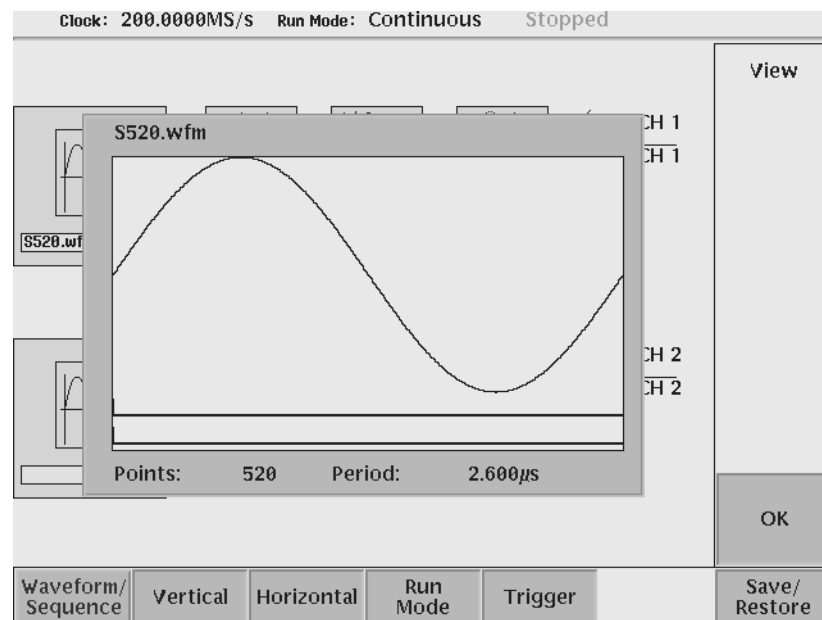 Clock: 200.0000MS/s Run Mode: Continuous Stopped
View
S520.wfm
CH 1
CH 1
S520.wf
CH 2
CH 2
Points: 520 Period: 2.600µs
OK
Waveform/
Sequence
Vertical
Horizontal
Run
Mode
Trigger
Save/
Restore